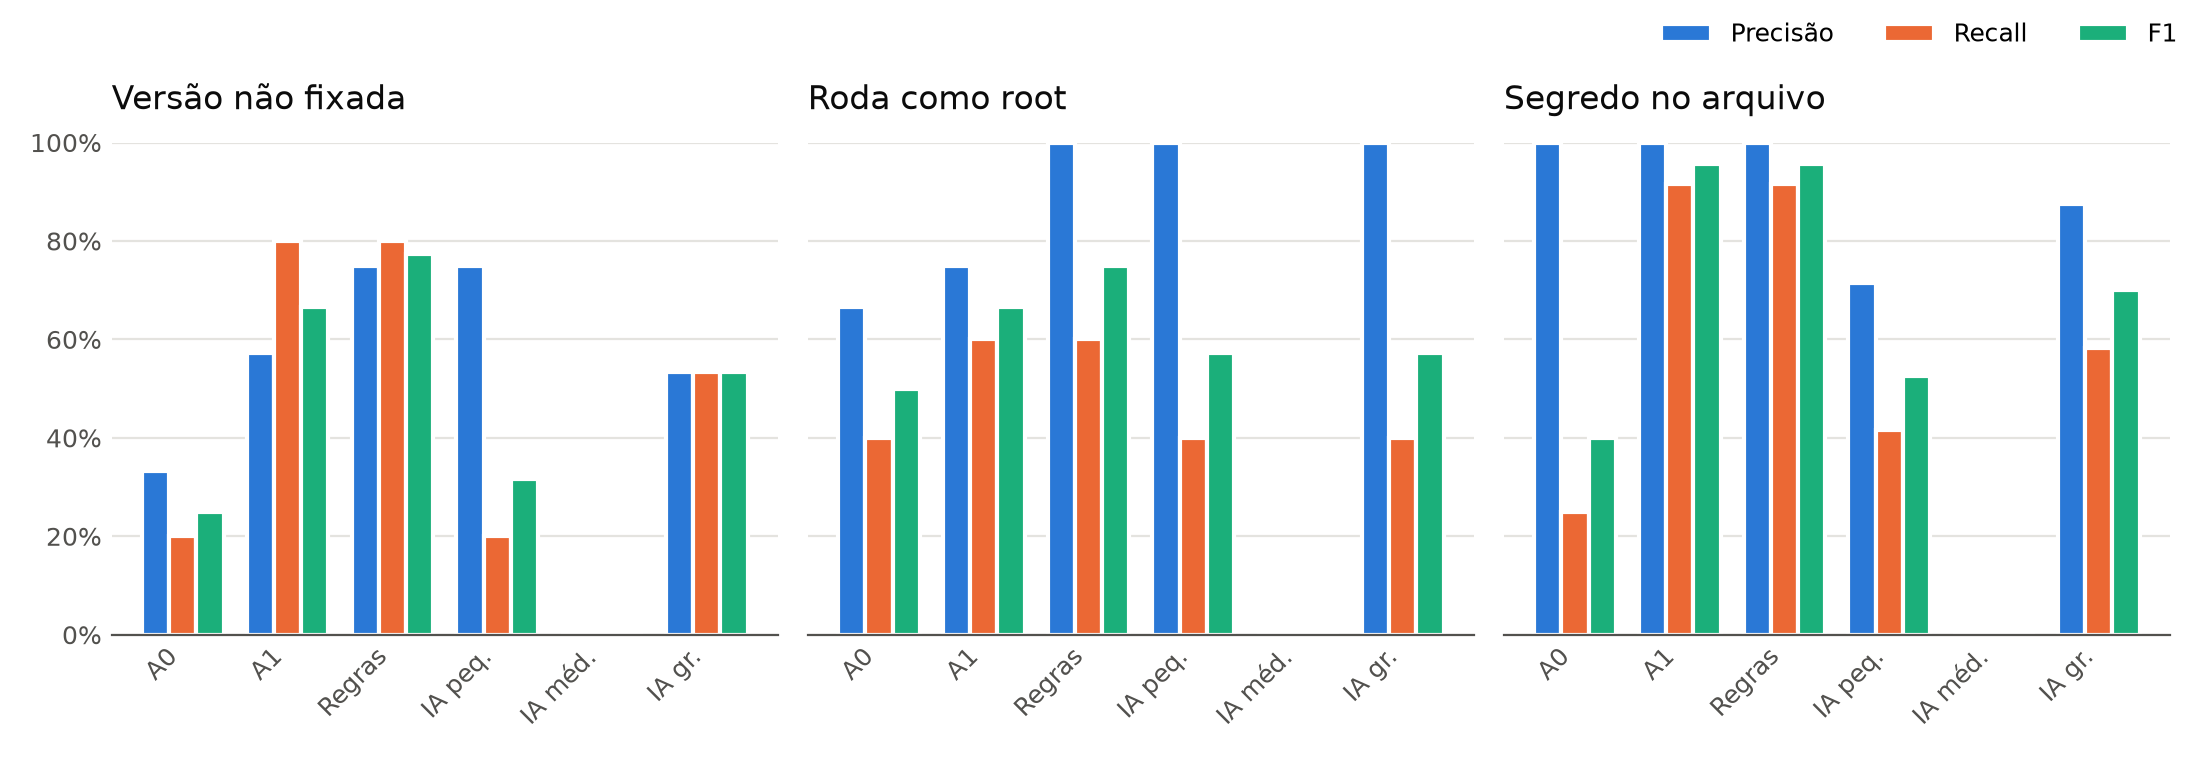 Precisão Recall F1
Versão não fixada
Roda como root
Segredo no arquivo
100%
80%
60%
40%
20%
0%
A0 A1 Regras IA peq. IA méd. IA gr.
A0 A1 Regras IA peq. IA méd. IA gr.
A0 A1 Regras IA peq. IA méd. IA gr.